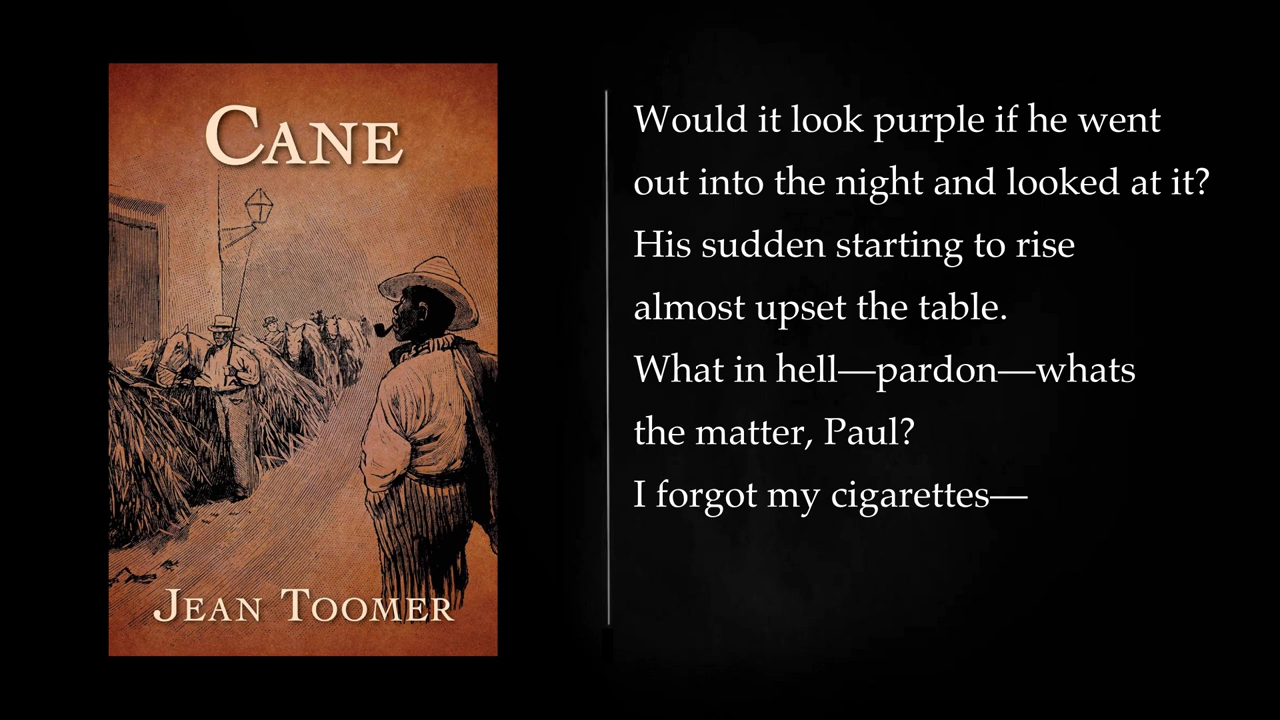 CANE
JEAN TOOMER
Would it look purple if he went
out into the night and looked at it?
His sudden starting to rise
almost upset the table.
What in hell—pardon—whats
the matter, Paul?
I forgot my cigarettes—